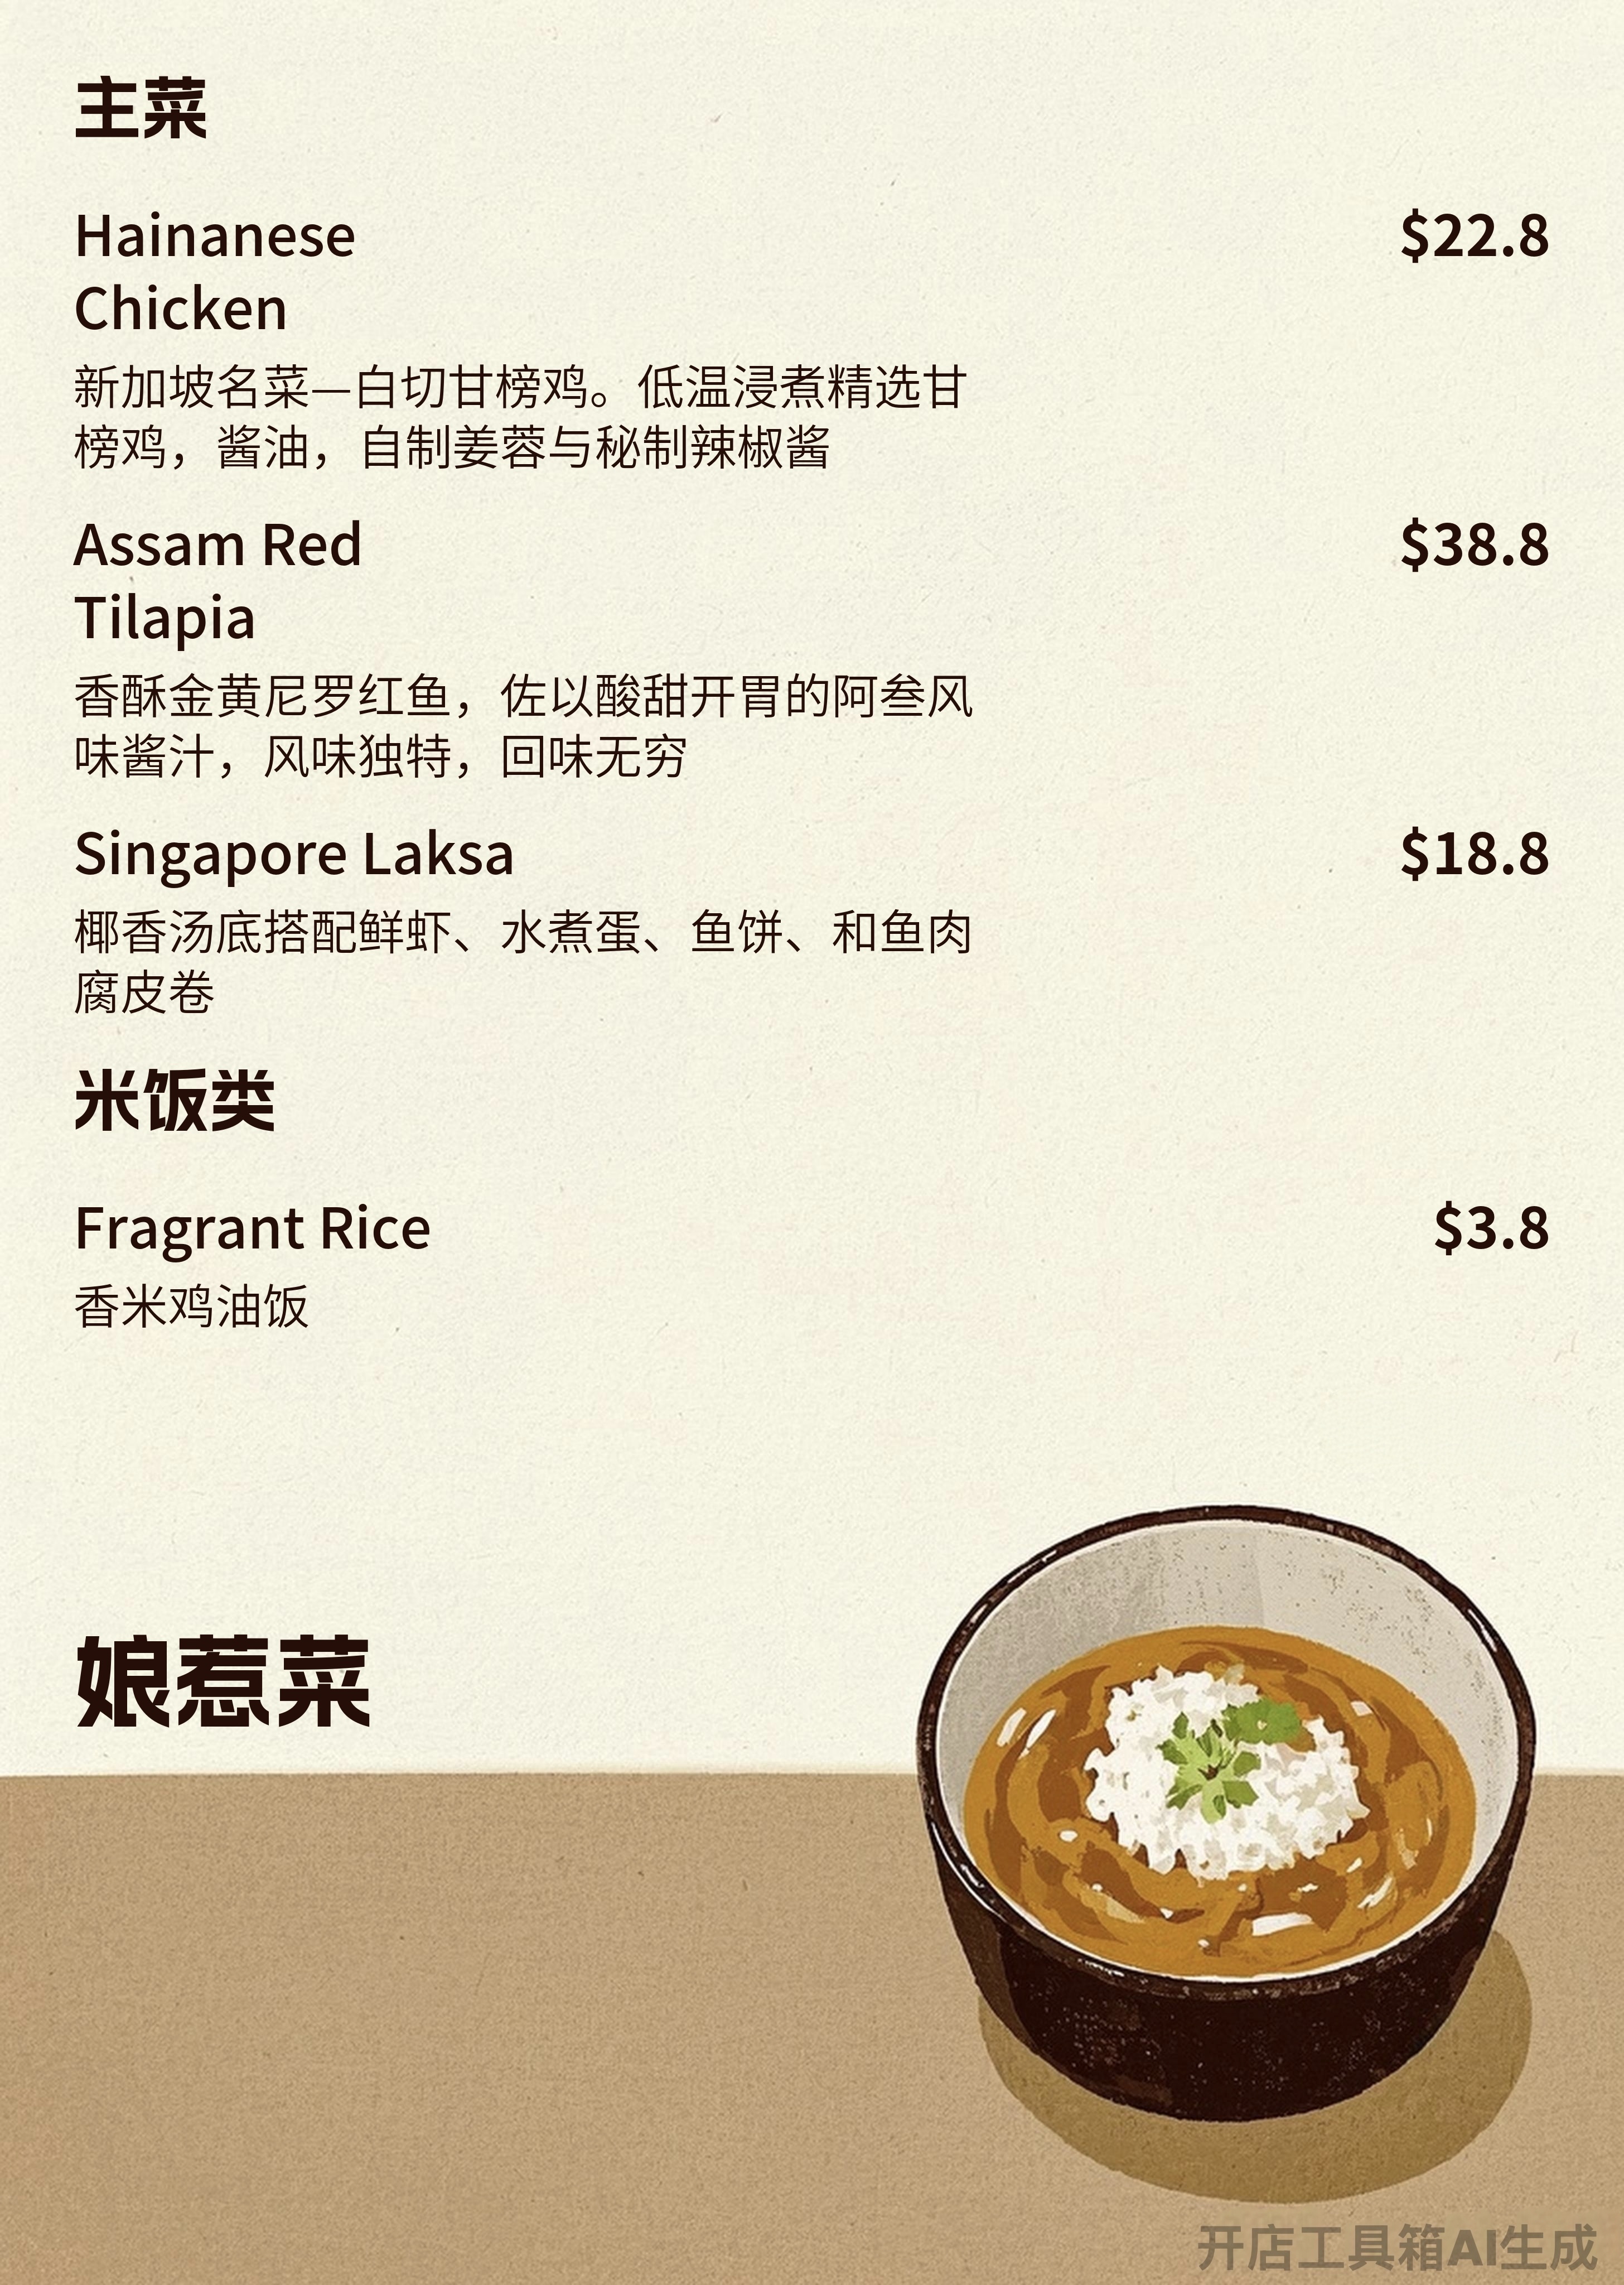 主菜
Hainanese
Chicken
$22.8
新加坡名菜—白切甘榜鸡。低温浸煮精选甘
榜鸡，酱油，自制姜蓉与秘制辣椒酱
Assam Red
Tilapia
$38.8
香酥金黄尼罗红鱼，佐以酸甜开胃的阿叁风
味酱汁，风味独特，回味无穷
Singapore Laksa
$18.8
椰香汤底搭配鲜虾、水煮蛋、鱼饼、和鱼肉
腐皮卷
米饭类
Fragrant Rice
$3.8
香米鸡油饭
娘惹菜
开店工具箱AI生成